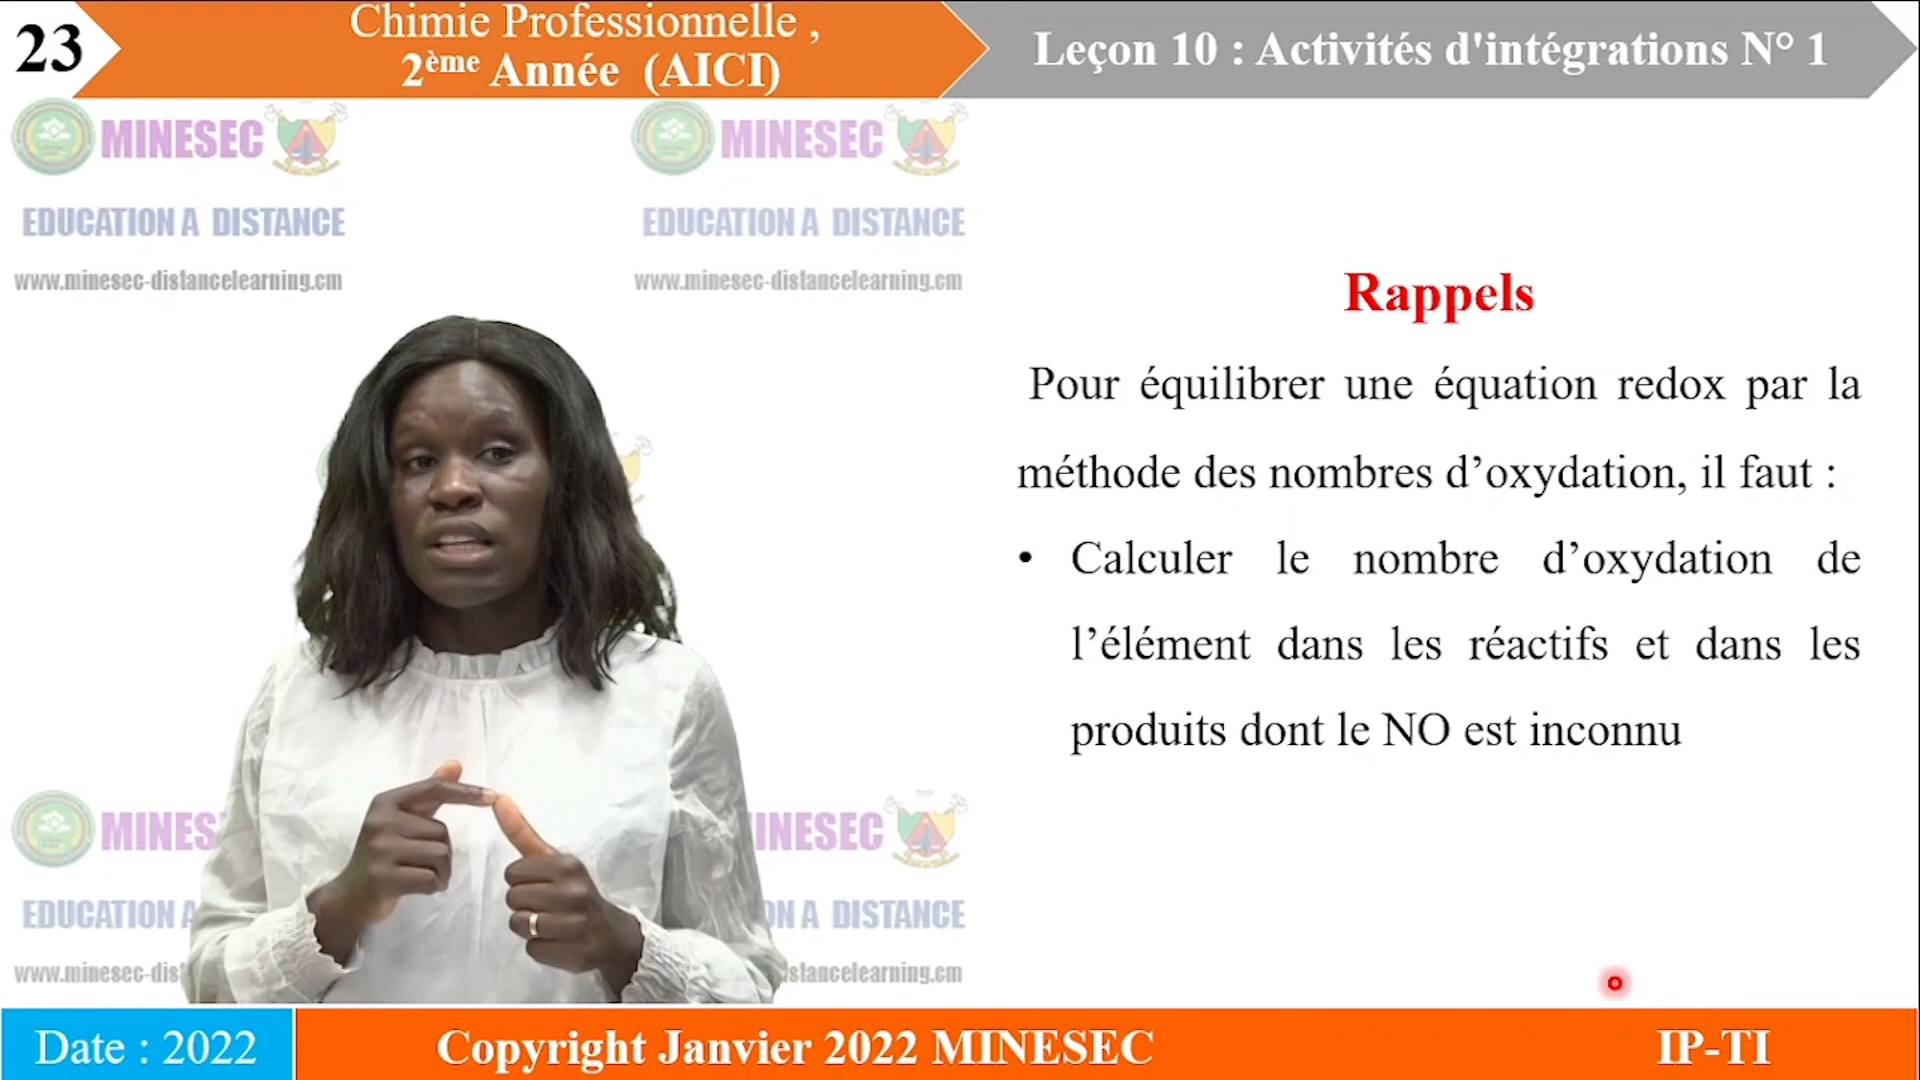 23
Chimie Professionnelle ,
2ème Année (AICI)
Leçon 10 : Activités d'intégrations N° 1
MINESEC
MINESEC
EDUCATION A DISTANCE
EDUCATION A DISTANCE
www.minesec-distancelearning.cm
www.minesec-distancelearning.cm
Rappels
Pour équilibrer une équation redox par la
méthode des nombres d’oxydation, il faut :
• Calculer le nombre d’oxydation de
l’élément dans les réactifs et dans les
produits dont le NO est inconnu
MINES
INESEC
EDUCATION A
ON A DISTANCE
www.minesec-dis
stancelearning.cm
Date : 2022
Copyright Janvier 2022 MINESEC
IP-TI